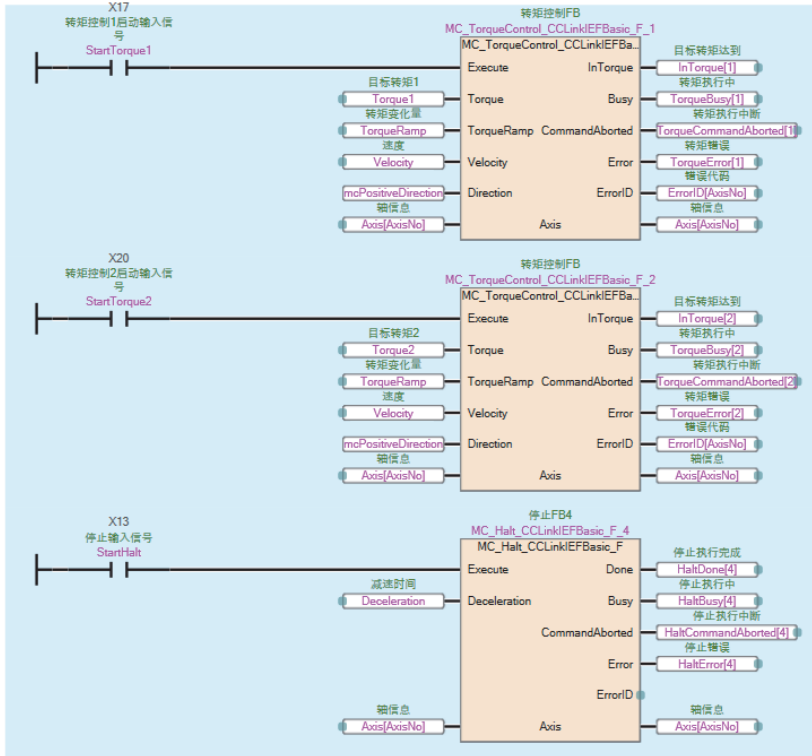 X17
转矩控制1启动输入信
号
StartTorque1
转矩控制FB
MC_TorqueControl_CCLinkIEFBasic_F_1
MC_TorqueControl_CCLinkIEFBa...
Execute
InTorque
目标转矩达到
InTorque[1]
目标转矩1
Torque1
Torque
Busy
转矩执行中
TorqueBusy[1]
转矩变化量
TorqueRamp
TorqueRamp
CommandAborted
转矩执行中断
TorqueCommandAborted[1]
速度
Velocity
Velocity
Error
转矩错误
TorqueError[1]
mcPositiveDirection
Direction
ErrorID
错误代码
ErrorID[AxisNo]
轴信息
Axis[AxisNo]
Axis
轴信息
Axis[AxisNo]
X20
转矩控制2启动输入信
号
StartTorque2
转矩控制FB
MC_TorqueControl_CCLinkIEFBasic_F_2
MC_TorqueControl_CCLinkIEFBa...
Execute
InTorque
目标转矩达到
InTorque[2]
目标转矩2
Torque2
Torque
Busy
转矩执行中
TorqueBusy[2]
转矩变化量
TorqueRamp
TorqueRamp
CommandAborted
转矩执行中断
TorqueCommandAborted[2
速度
Velocity
Velocity
Error
转矩错误
TorqueError[2]
mcPositiveDirection
Direction
ErrorID
错误代码
ErrorID[AxisNo]
轴信息
Axis[AxisNo]
Axis
轴信息
Axis[AxisNo]
X13
停止输入信号
StartHalt
停止FB4
MC_Halt_CCLinkIEFBasic_F_4
MC_Halt_CCLinkIEFBasic_F
Execute
Done
停止执行完成
HaltDone[4]
减速时间
Deceleration
Deceleration
Busy
停止执行中
HaltBusy[4]
CommandAborted
停止执行中断
HaltCommandAborted[4]
Error
停止错误
HaltError[4]
ErrorID
轴信息
Axis[AxisNo]
Axis
轴信息
Axis[AxisNo]